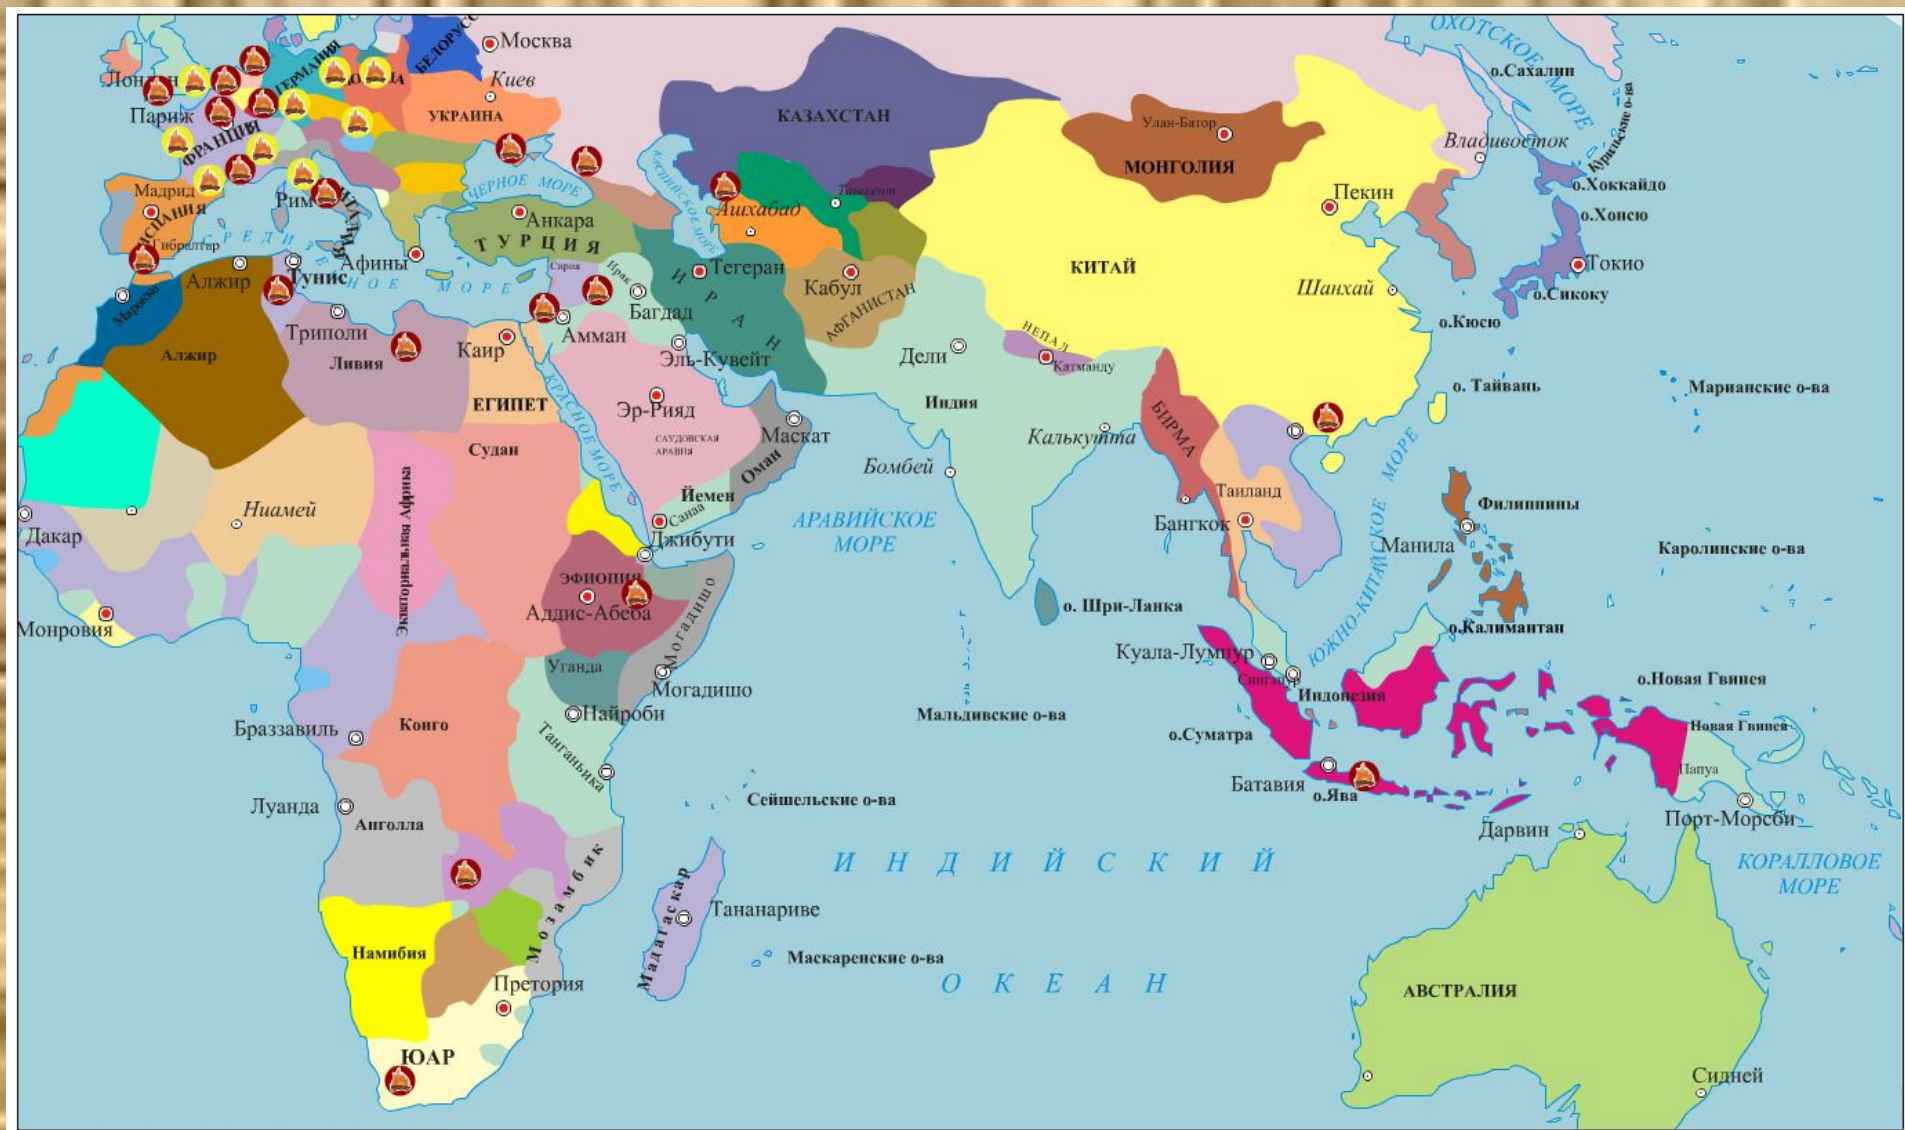 ОХОТСКОЕ МОРЕ
Москва
БЕЛОРУСС
о.Сахалин
Курильские о-ва
ГЕРМАНИЯ
Киев
Париж
УКРАИНА
КАЗАХСТАН
Улан-Батор
Владивосток
ФРАНЦИЯ
МОНГОЛИЯ
КАСПИЙСКОЕ МОРЕ
Мадрид
Рим
ИТАЛИЯ
ЧЕРНОЕ МОРЕ
Ташкент
Пекин
о.Хоккайдо
ИСПАНИЯ
Анкара
Ашхабад
о.Хонсю
Гибралтар
СРЕДИЗЕМНОЕ МОРЕ
ТУРЦИЯ
Афины
Сирия
Ирак
Тегеран
КИТАЙ
Токио
Алжир
Тунис
ИРАН
Кабул
АФГАНИСТАН
Шанхай
о.Сикоку
Марокко
Триполи
Багдад
о.Кюсю
Амман
НЕПАЛ
Алжир
Ливия
Каир
Эль-Кувейт
Дели
Катманду
о. Тайвань
Марианские о-ва
ЕГИПЕТ
КРАСНОЕ МОРЕ
Эр-Рияд
Индия
БИРМА
САУДОВСКАЯ
АРАВИЯ
Маскат
Калькутта
Судан
Оман
Бомбей
ЮЖНО-КИТАЙСКОЕ МОРЕ
Экваториальная Африка
Йемен
Таиланд
Филиппины
Ниамей
Санаа
АРАВИЙСКОЕ
МОРЕ
Бангкок
Дакар
Джибути
Манила
Каролинские о-ва
ЭФИОПИЯ
Аддис-Абеба
Могадишо
о. Шри-Ланка
Монровия
о.Калимантан
Куала-Лумпур
Уганда
Сингапур
Могадишо
Индонезия
о.Новая Гвинея
Найроби
Мальдивские о-ва
Конго
Браззавиль
Новая Гвинея
о.Суматра
Танганьика
Папуа
Батавия
о.Ява
Луанда
Сейшельские о-ва
Анголла
Порт-Морсби
Дарвин
Мозамбик
ИНДИЙСКИЙ
КОРАЛЛОВОЕ
МОРЕ
Мадагаскар
Тананариве
Намибия
Маскаренские о-ва
Претория
ОКЕАН
АВСТРАЛИЯ
ЮАР
Сидней